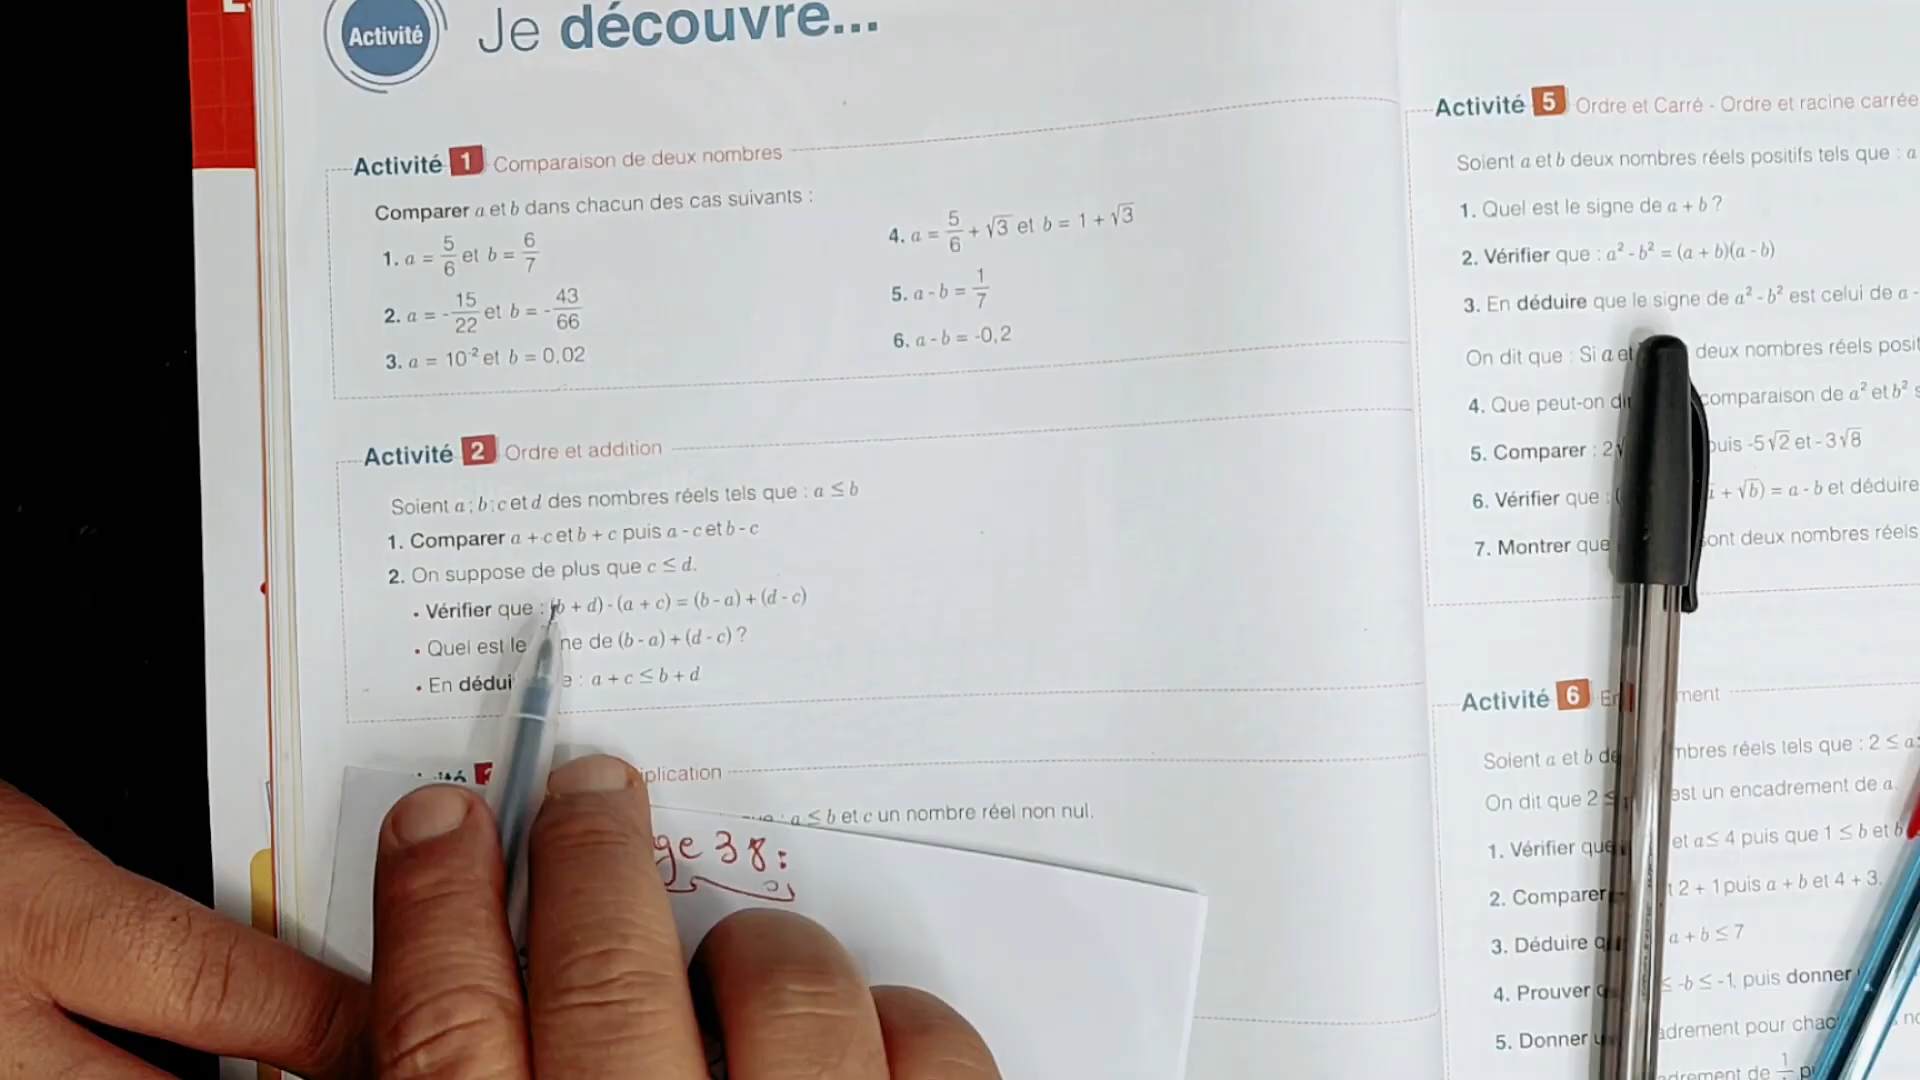 Activité
Je découvre...
Activité 1 Comparaison de deux nombres
Comparer a et b dans chacun des cas suivants :
1. a = 5/6 et b = 6/7
2. a = -15/22 et b = -43/66
3. a = 10⁻² et b = 0,02
4. a = 5/6 + √3 et b = 1 + √3
5. a - b = 1/7
6. a - b = -0,2
Activité 2 Ordre et addition
Soient a ; b ; c et d des nombres réels tels que : a ≤ b
1. Comparer a + c et b + c puis a - c et b - c
2. On suppose de plus que c ≤ d.
• Vérifier que : (b + d) - (a + c) = (b - a) + (d - c)
• Quel est le ne de (b - a) + (d - c) ?
• En dédui e : a + c ≤ b + d
plication
a ≤ b et c un nombre réel non nul.
ge 38:
Activité 5 Ordre et Carré - Ordre et racine carrée
Soient a et b deux nombres réels positifs tels que : a
1. Quel est le signe de a + b ?
2. Vérifier que : a² - b² = (a + b)(a - b)
3. En déduire que le signe de a² - b² est celui de a -
On dit que : Si a et deux nombres réels posit
4. Que peut-on di comparaison de a² et b² s
5. Comparer : 2√ puis -5√2 et -3√8
6. Vérifier que : + √b) = a - b et déduire
7. Montrer que sont deux nombres réels
Activité 6 ment
Soient a et b de mbres réels tels que : 2 ≤ a
On dit que 2 ≤ est un encadrement de a.
1. Vérifier que et a ≤ 4 puis que 1 ≤ b et b
2. Comparer 2 + 1 puis a + b et 4 + 3.
3. Déduire q a + b ≤ 7
4. Prouver ≤ -b ≤ -1, puis donner
5. Donner adrement pour chac
adrement de 1